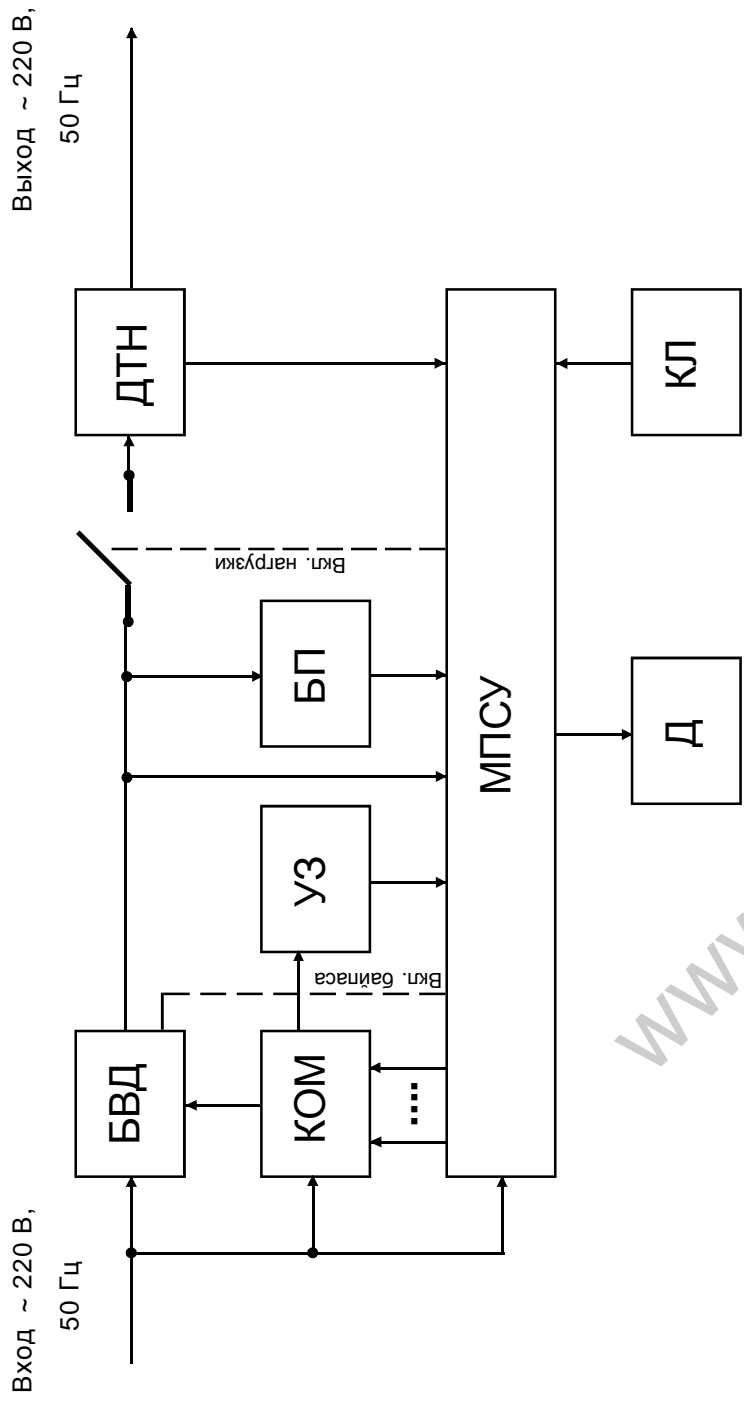 Вход ~ 220 В,
50 Гц
Выход ~ 220 В,
50 Гц
БВД
ДТН
КОМ
УЗ
БП
Вкл. байпаса
Вкл. нагрузки
....
МПСУ
Д
КЛ
www